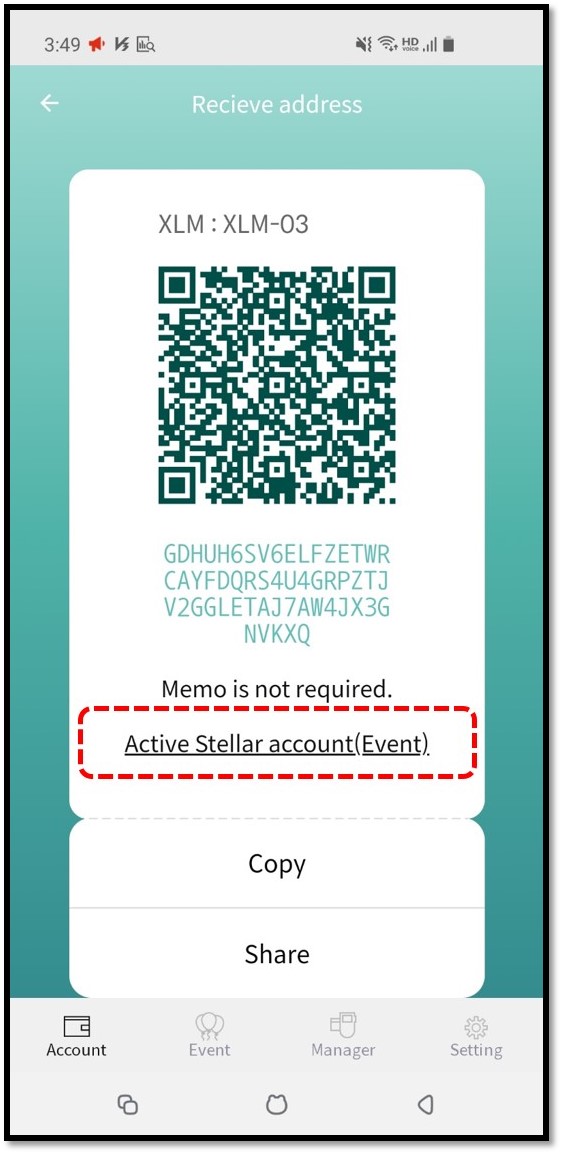 3:49
HD
voice
Recieve address
XLM : XLM-03
GDHUH6SV6ELFZETWR
CAYFDQRS4U4GRPZTJ
V2GGLETAJ7AW4JX3G
NVKXQ
Memo is not required.
Active Stellar account(Event)
Copy
Share
Account
Event
Manager
Setting